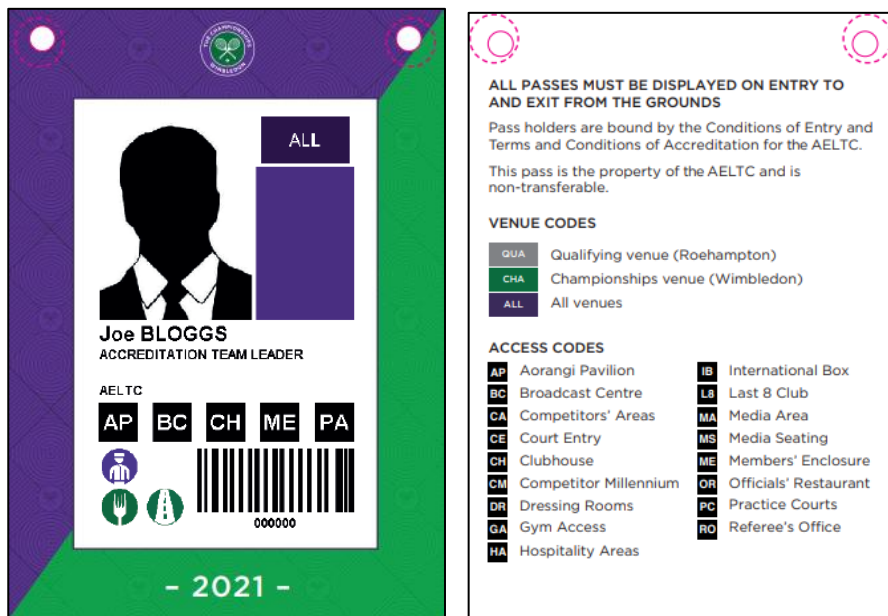 THE CHAMPIONSHIPS
WIMBLEDON
ALL
Joe BLOGGS
ACCREDITATION TEAM LEADER
AELTC
AP BC CH ME PA
000000
– 2021 –
ALL PASSES MUST BE DISPLAYED ON ENTRY TO
AND EXIT FROM THE GROUNDS
Pass holders are bound by the Conditions of Entry and
Terms and Conditions of Accreditation for the AELTC.
This pass is the property of the AELTC and is
non-transferable.
VENUE CODES
QUA Qualifying venue (Roehampton)
CHA Championships venue (Wimbledon)
ALL All venues
ACCESS CODES
AP Aorangi Pavilion
BC Broadcast Centre
CA Competitors' Areas
CE Court Entry
CH Clubhouse
CM Competitor Millennium
DR Dressing Rooms
GA Gym Access
HA Hospitality Areas
IB International Box
L8 Last 8 Club
MA Media Area
MS Media Seating
ME Members' Enclosure
OR Officials' Restaurant
PC Practice Courts
RO Referee's Office